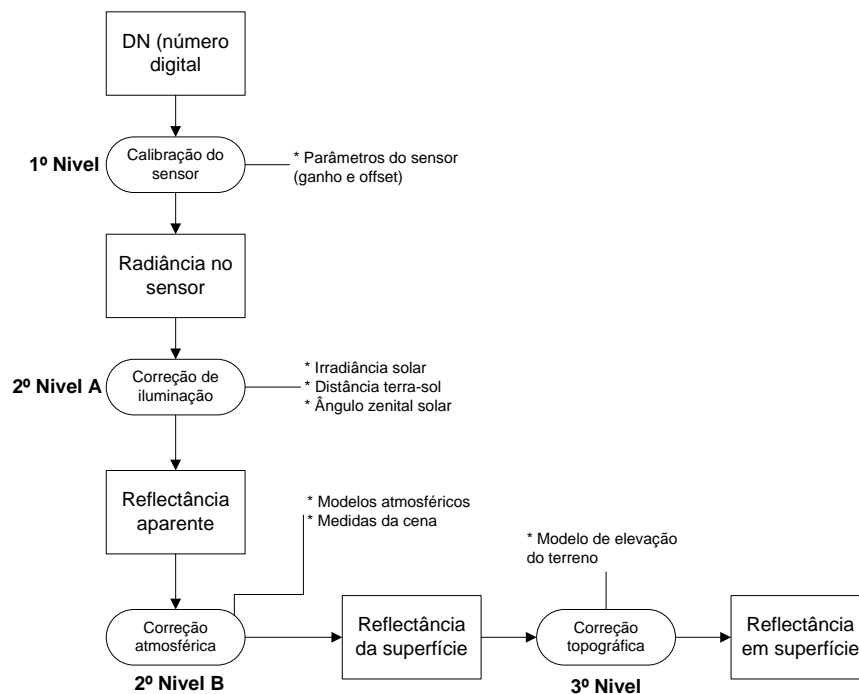 DN (número
digital
1º Nivel
Calibração do
sensor
* Parâmetros do sensor
(ganho e offset)
Radiância no
sensor
2º Nivel A
Correção de
iluminação
* Irradiância solar
* Distância terra-sol
* Ângulo zenital solar
Reflectância
aparente
* Modelos atmosféricos
* Medidas da cena
Correção
atmosférica
2º Nivel B
Reflectância
da superfície
* Modelo de elevação
do terreno
Correção
topográfica
3º Nivel
Reflectância
em superfície